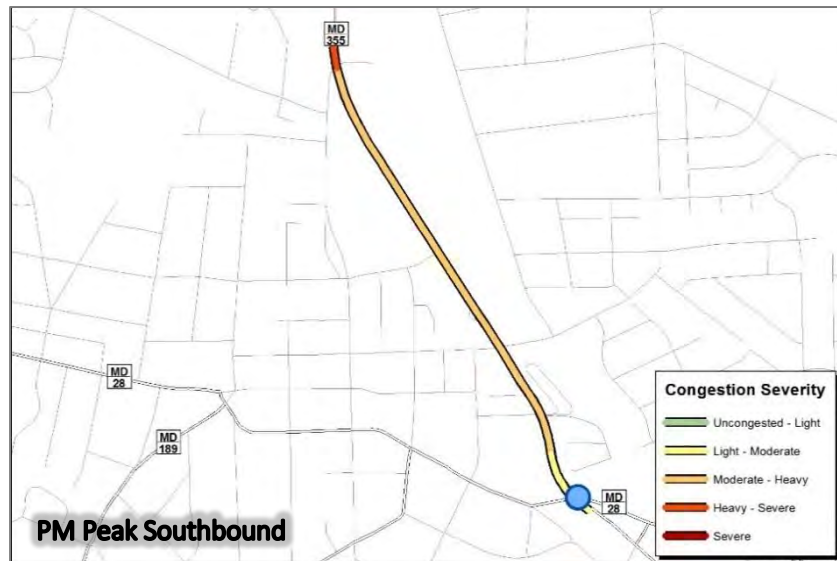 MD
355
MD
28
MD
189
MD
28
Congestion Severity
Uncongested - Light
Light - Moderate
Moderate - Heavy
Heavy - Severe
Severe
PM Peak Southbound